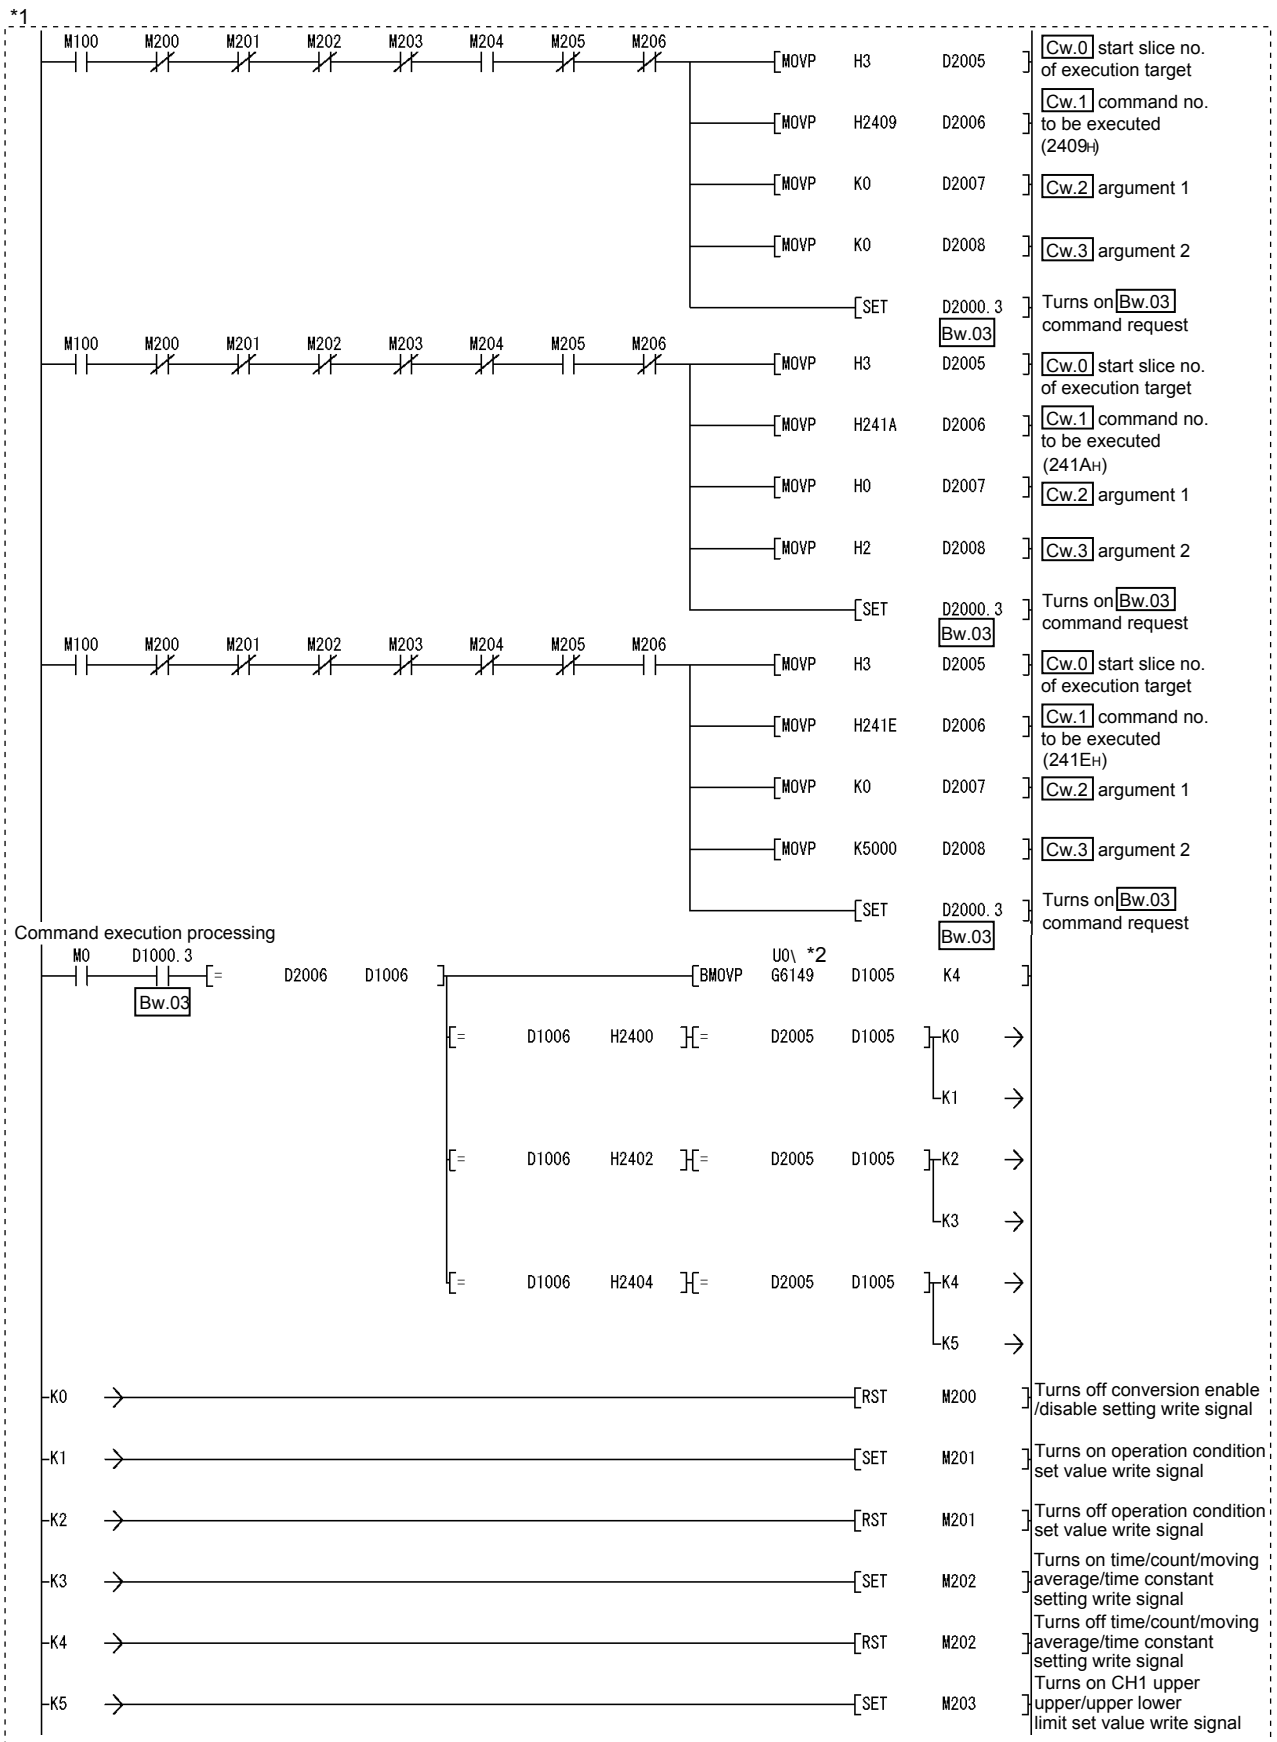 *1
M100 M200 M201 M202 M203 M204 M205 M206
MOVP H3 D2005
Cw.0 start slice no.
of execution target
MOVP H2409 D2006
Cw.1 command no.
to be executed
(2409H)
MOVP K0 D2007
Cw.2 argument 1
MOVP K0 D2008
Cw.3 argument 2
SET D2000.3
Bw.03
Turns on Bw.03
command request
M100 M200 M201 M202 M203 M204 M205 M206
MOVP H3 D2005
Cw.0 start slice no.
of execution target
MOVP H241A D2006
Cw.1 command no.
to be executed
(241AH)
MOVP H0 D2007
Cw.2 argument 1
MOVP H2 D2008
Cw.3 argument 2
SET D2000.3
Bw.03
Turns on Bw.03
command request
M100 M200 M201 M202 M203 M204 M205 M206
MOVP H3 D2005
Cw.0 start slice no.
of execution target
MOVP H241E D2006
Cw.1 command no.
to be executed
(241EH)
MOVP K0 D2007
Cw.2 argument 1
MOVP K5000 D2008
Cw.3 argument 2
SET D2000.3
Bw.03
Turns on Bw.03
command request
Command execution processing
M0 D1000.3
Bw.03
= D2006 D1006
U0\ *2
BMOVP G6149 D1005 K4
= D1006 H2400 = D2005 D1005 K0
K1
= D1006 H2402 = D2005 D1005 K2
K3
= D1006 H2404 = D2005 D1005 K4
K5
K0 RST M200
Turns off conversion enable
/disable setting write signal
K1 SET M201
Turns on operation condition
set value write signal
K2 RST M201
Turns off operation condition
set value write signal
K3 SET M202
Turns on time/count/moving
average/time constant
setting write signal
K4 RST M202
Turns off time/count/moving
average/time constant
setting write signal
K5 SET M203
Turns on CH1 upper
upper/upper lower
limit set value write signal